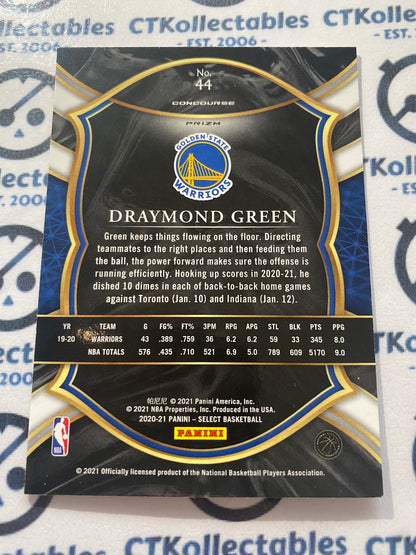 CTKollectables
EST. 2006
CTKollectables
No.
44
CONCOURSE
PRIZM
GOLDEN STATE
WARRIORS
DRAYMOND GREEN
Green keeps things flowing on the floor. Directing
teammates to the right places and then feeding them
the ball, the power forward makes sure the offense is
running efficiently. Hooking up scores in 2020-21, he
dished 10 dimes in each of back-to-back home games
against Toronto (Jan. 10) and Indiana (Jan. 12).
YR TEAM G FG% FT% 3PM RPG APG STL BLK PTS PPG
19-20 WARRIORS 43 .389 .759 36 6.2 6.2 59 33 345 8.0
NBA TOTALS 576 .435 .710 521 6.9 5.0 789 609 5170 9.0
帕尼尼 © 2021 Panini America, Inc.
© 2021 NBA Properties, Inc. Produced in the USA.
2020-21 PANINI – SELECT BASKETBALL
PANINI
NBA
© 2021 Officially licensed product of the National Basketball Players Association.
CTKollectables